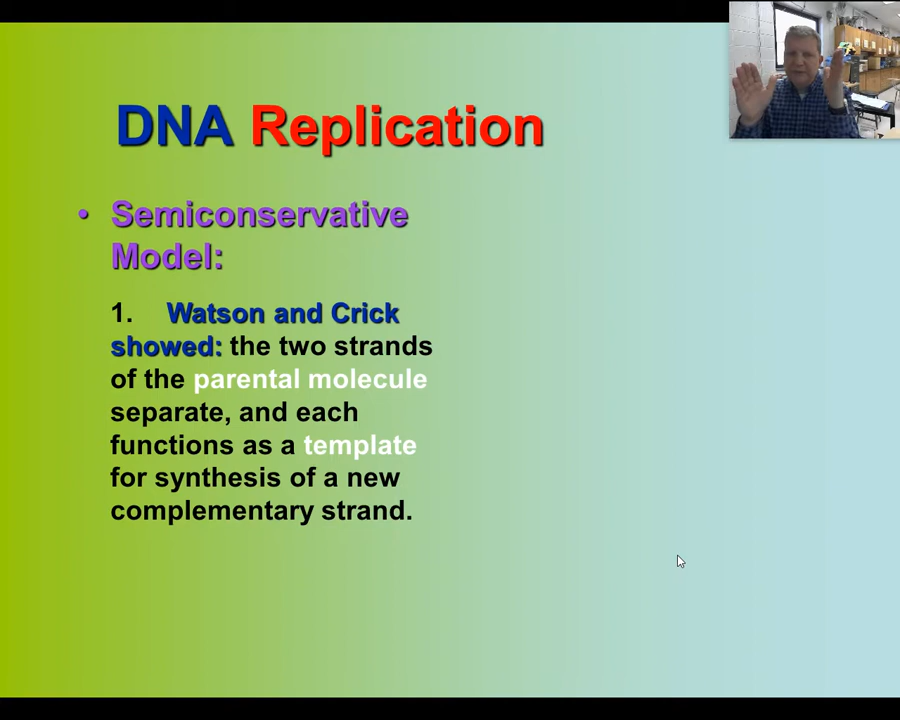 DNA Replication
• Semiconservative
Model:
1. Watson and Crick
showed: the two strands
of the parental molecule
separate, and each
functions as a template
for synthesis of a new
complementary strand.